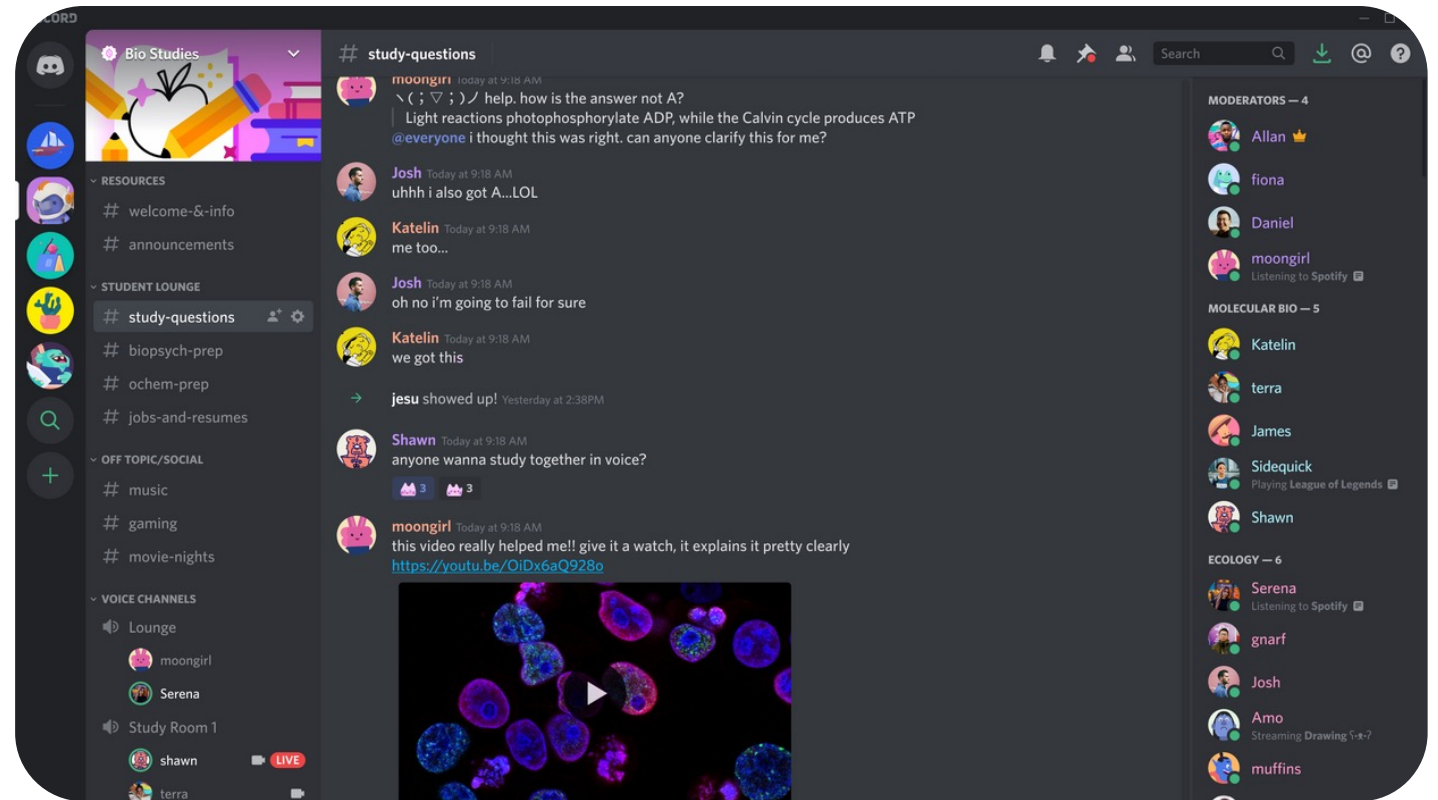 Bio Studies
RESOURCES
welcome-&-info
announcements
STUDENT LOUNGE
study-questions
biopsych-prep
ochem-prep
jobs-and-resumes
OFF TOPIC/SOCIAL
music
gaming
movie-nights
VOICE CHANNELS
Lounge
moongirl
Serena
Study Room 1
shawn LIVE
terra
# study-questions
Search
moongirl Today at 9:18 AM
ヽ(；▽；)ノ help. how is the answer not A?
Light reactions photophosphorylate ADP, while the Calvin cycle produces ATP
@everyone i thought this was right. can anyone clarify this for me?
Josh Today at 9:18 AM
uhhh i also got A...LOL
Katelin Today at 9:18 AM
me too...
Josh Today at 9:18 AM
oh no i'm going to fail for sure
Katelin Today at 9:18 AM
we got this
jesu showed up! Yesterday at 2:38PM
Shawn Today at 9:18 AM
anyone wanna study together in voice?
3 3
moongirl Today at 9:18 AM
this video really helped me!! give it a watch, it explains it pretty clearly
https://youtu.be/OiDx6aQ928o
MODERATORS — 4
Allan
fiona
Daniel
moongirl
Listening to Spotify
MOLECULAR BIO — 5
Katelin
terra
James
Sidequick
Playing League of Legends
Shawn
ECOLOGY — 6
Serena
Listening to Spotify
gnarf
Josh
Amo
Streaming Drawing ʕ·ᴥ·ʔ
muffins